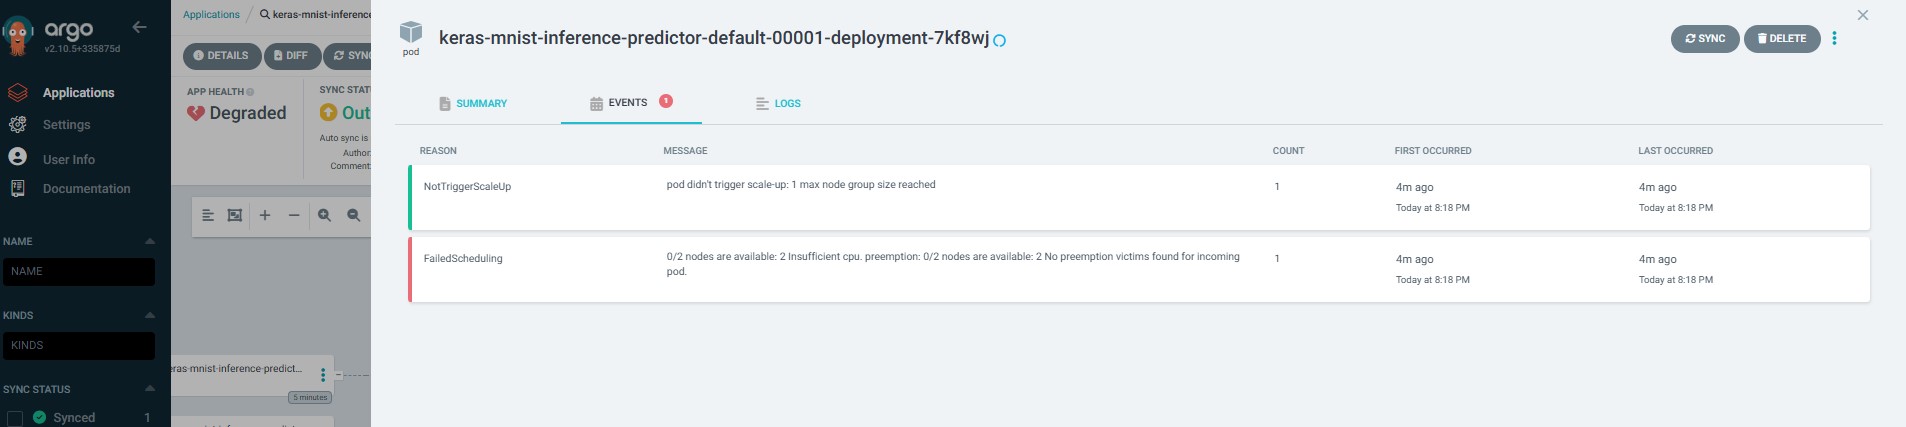 argo
v2.10.5+335875d
Applications
Settings
User Info
Documentation
NAME
NAME
KINDS
KINDS
SYNC STATUS
Synced 1
Applications / keras-mnist-inference
DETAILS DIFF SYNC
APP HEALTH
Degraded
SYNC STAT
Out
Auto sync is
Author:
Comment:
eras-mnist-inference-predict...
5 minutes
pod
keras-mnist-inference-predictor-default-00001-deployment-7kf8wj
SYNC DELETE
SUMMARY EVENTS 1 LOGS
REASON MESSAGE COUNT FIRST OCCURRED LAST OCCURRED
NotTriggerScaleUp pod didn't trigger scale-up: 1 max node group size reached 1 4m ago 4m ago
Today at 8:18 PM Today at 8:18 PM
FailedScheduling 0/2 nodes are available: 2 Insufficient cpu. preemption: 0/2 nodes are available: 2 No preemption victims found for incoming 1 4m ago 4m ago
pod.
Today at 8:18 PM Today at 8:18 PM